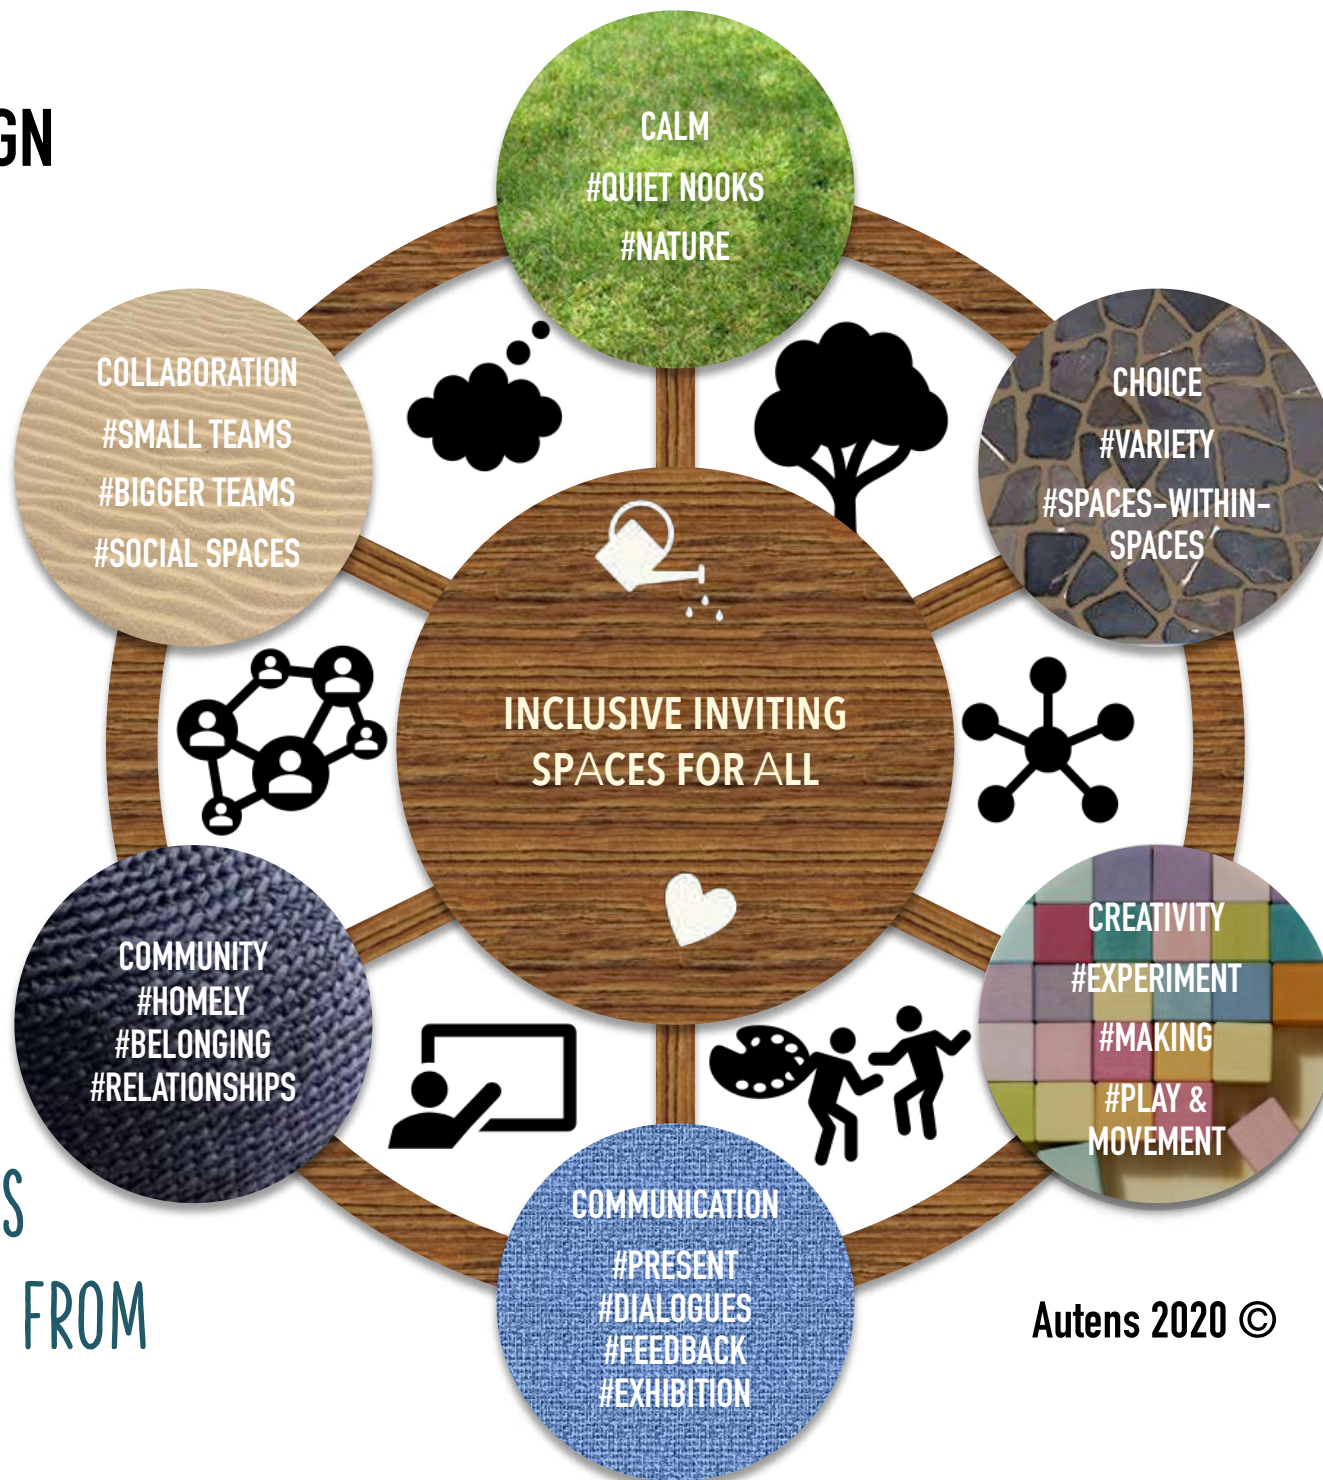 GN
CALM
#QUIET NOOKS
#NATURE
COLLABORATION
#SMALL TEAMS
#BIGGER TEAMS
#SOCIAL SPACES
CHOICE
#VARIETY
#SPACES-WITHIN-
SPACES
INCLUSIVE INVITING
SPACES FOR ALL
COMMUNITY
#HOMELY
#BELONGING
#RELATIONSHIPS
CREATIVITY
#EXPERIMENT
#MAKING
#PLAY &
MOVEMENT
COMMUNICATION
#PRESENT
#DIALOGUES
#FEEDBACK
#EXHIBITION
S
FROM
Autens 2020 ©